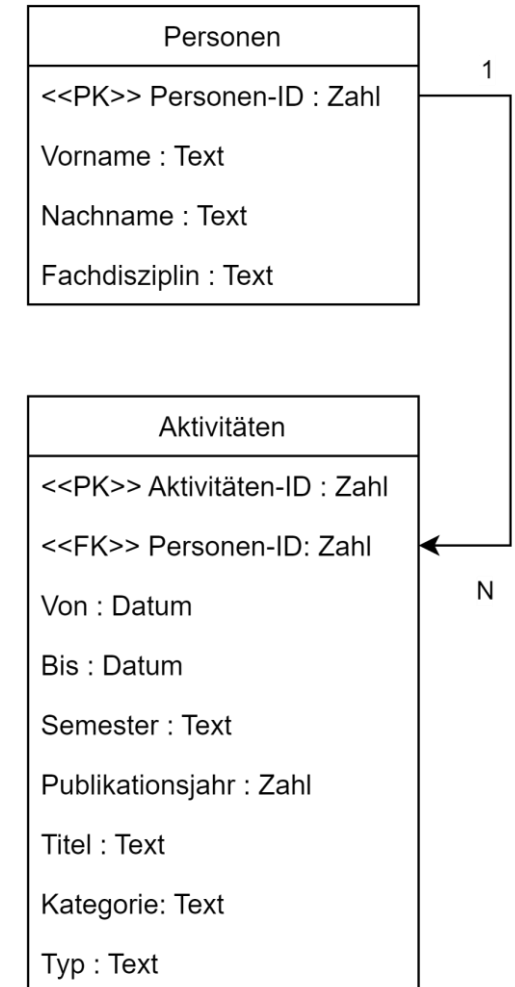 Personen
1
<<PK>> Personen-ID : Zahl
Vorname : Text
Nachname : Text
Fachdisziplin : Text
Aktivitäten
<<PK>> Aktivitäten-ID : Zahl
<<FK>> Personen-ID: Zahl
N
Von : Datum
Bis : Datum
Semester : Text
Publikationsjahr : Zahl
Titel : Text
Kategorie: Text
Typ : Text